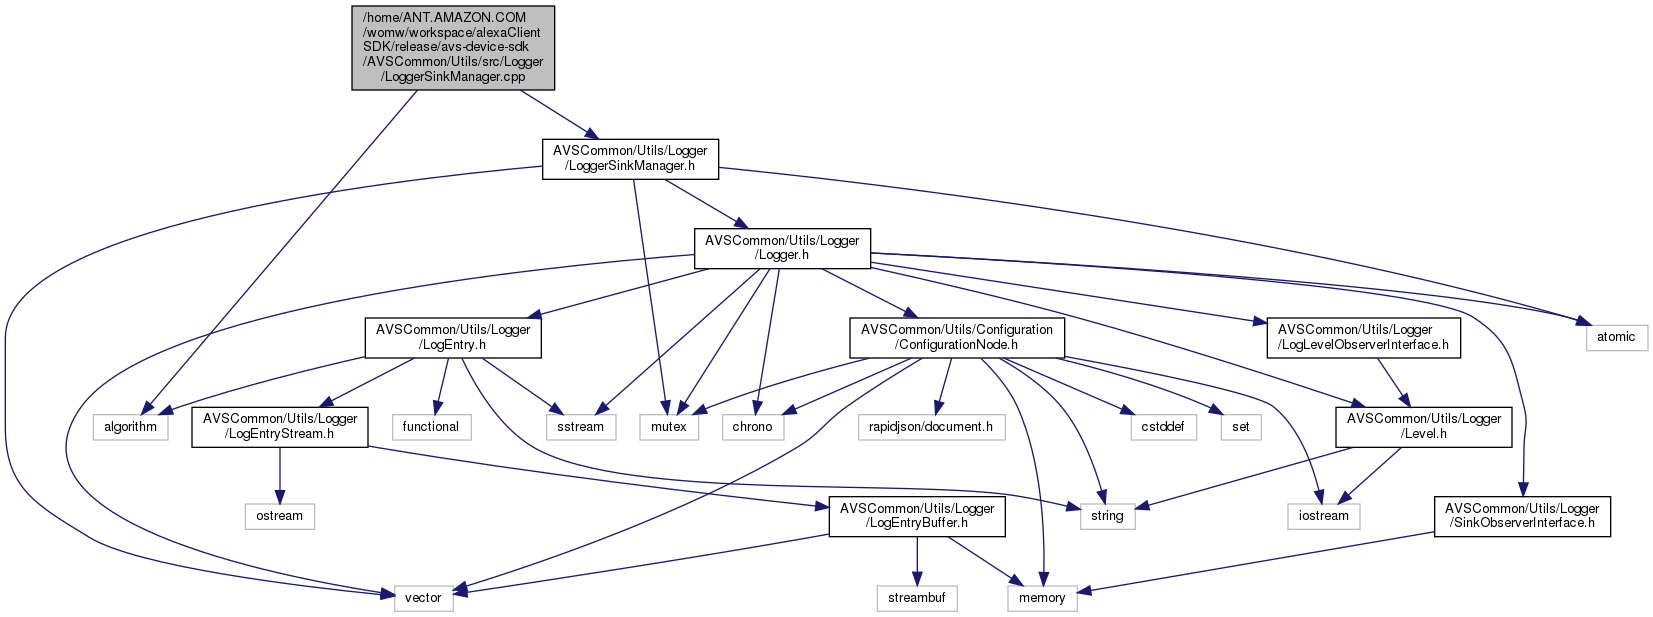 /home/ANT.AMAZON.COM
/womw/workspace/alexaClient
SDK/release/avs-device-sdk
/AVSCommon/Utils/src/Logger
/LoggerSinkManager.cpp
AVSCommon/Utils/Logger
/LoggerSinkManager.h
AVSCommon/Utils/Logger
/Logger.h
AVSCommon/Utils/Logger
/LogEntry.h
AVSCommon/Utils/Configuration
/ConfigurationNode.h
AVSCommon/Utils/Logger
/LogLevelObserverInterface.h
atomic
algorithm
AVSCommon/Utils/Logger
/LogEntryStream.h
functional
sstream
mutex
chrono
rapidjson/document.h
cstddef
set
AVSCommon/Utils/Logger
/Level.h
ostream
AVSCommon/Utils/Logger
/LogEntryBuffer.h
string
iostream
AVSCommon/Utils/Logger
/SinkObserverInterface.h
vector
streambuf
memory